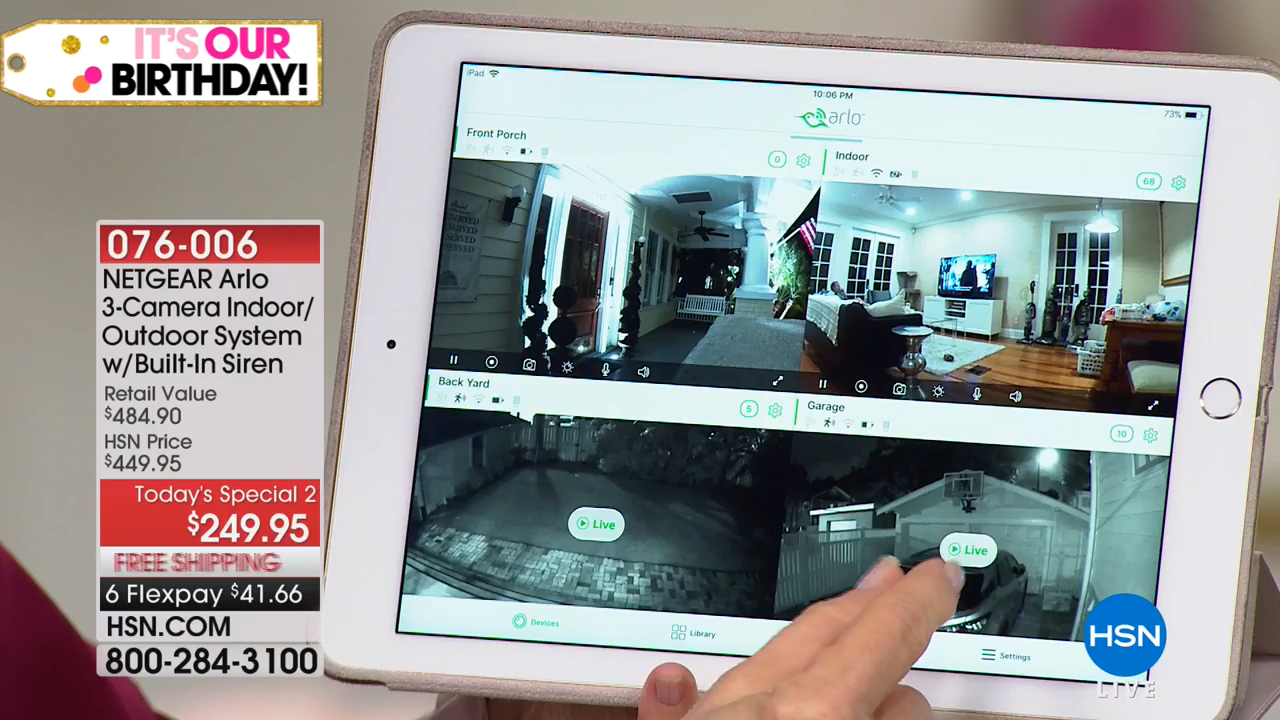 IT'S OUR
BIRTHDAY!
076-006
NETGEAR Arlo
3-Camera Indoor/
Outdoor System
w/Built-In Siren
Retail Value
$484.90
HSN Price
$449.95
Today's Special 2
$249.95
FREE SHIPPING
6 Flexpay $41.66
HSN.COM
800-284-3100
iPad
10:06 PM
73%
arlo
Front Porch
0
Indoor
68
RESERVED
Back Yard
5
Garage
10
Live
Live
Devices
Library
Settings
HSN
LIVE